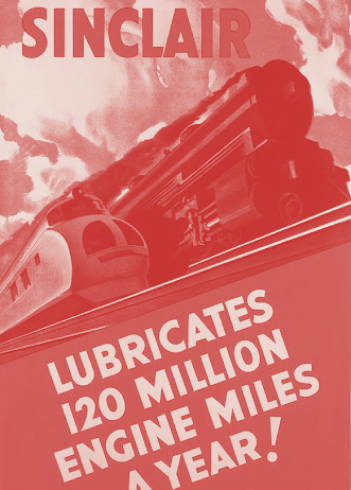 SINCLAIR
LUBRICATES
120 MILLION
ENGINE MILES
A YEAR!